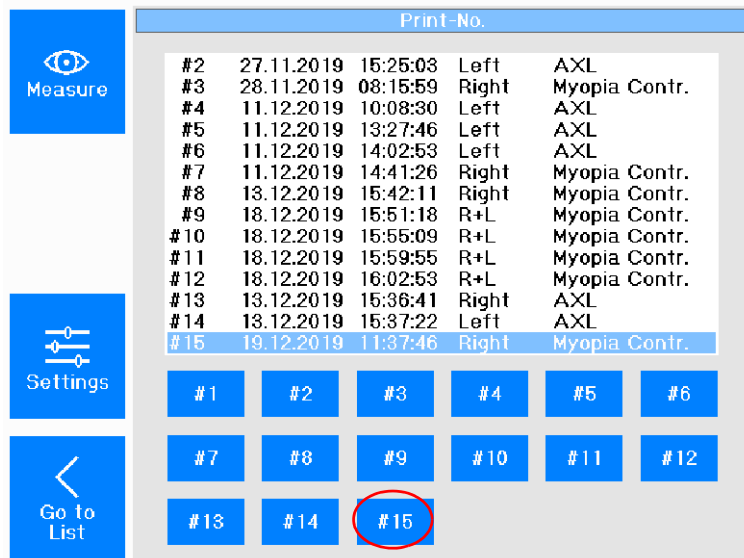 Print-No.
Measure
#2 27.11.2019 15:25:03 Left AXL
#3 28.11.2019 08:15:59 Right Myopia Contr.
#4 11.12.2019 10:08:30 Left AXL
#5 11.12.2019 13:27:46 Left AXL
#6 11.12.2019 14:02:53 Left AXL
#7 11.12.2019 14:41:26 Right Myopia Contr.
#8 13.12.2019 15:42:11 Right Myopia Contr.
#9 18.12.2019 15:51:18 R+L Myopia Contr.
#10 18.12.2019 15:55:09 R+L Myopia Contr.
#11 18.12.2019 15:59:55 R+L Myopia Contr.
#12 18.12.2019 16:02:53 R+L Myopia Contr.
#13 13.12.2019 15:36:41 Right AXL
#14 13.12.2019 15:37:22 Left AXL
#15 19.12.2019 11:37:46 Right Myopia Contr.
Settings
#1 #2 #3 #4 #5 #6
#7 #8 #9 #10 #11 #12
Go to
List
#13 #14 #15